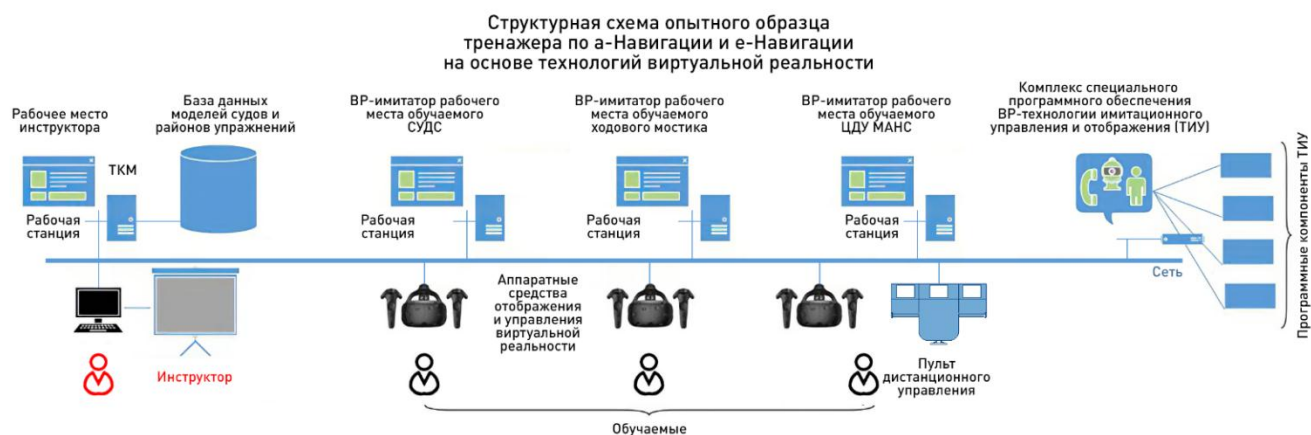 Структурная схема опытного образца
тренажера по а-Навигации и е-Навигации
на основе технологий виртуальной реальности
Рабочее место
инструктора
База данных
моделей судов и
районов упражнений
ВР-имитатор рабочего
места обучаемого
СУДС
ВР-имитатор рабочего
места обучаемого
ходового мостика
ВР-имитатор рабочего
места обучаемого
ЦДУ МАНС
Комплекс специального
программного обеспечения
ВР-технологии имитационного
управления и отображения (ТИУ)
ТКМ
Рабочая
станция
Рабочая
станция
Рабочая
станция
Рабочая
станция
Сеть
Программные компоненты ТИУ
Аппаратные
средства
отображения
и управления
виртуальной
реальности
Инструктор
Пульт
дистанционного
управления
Обучаемые